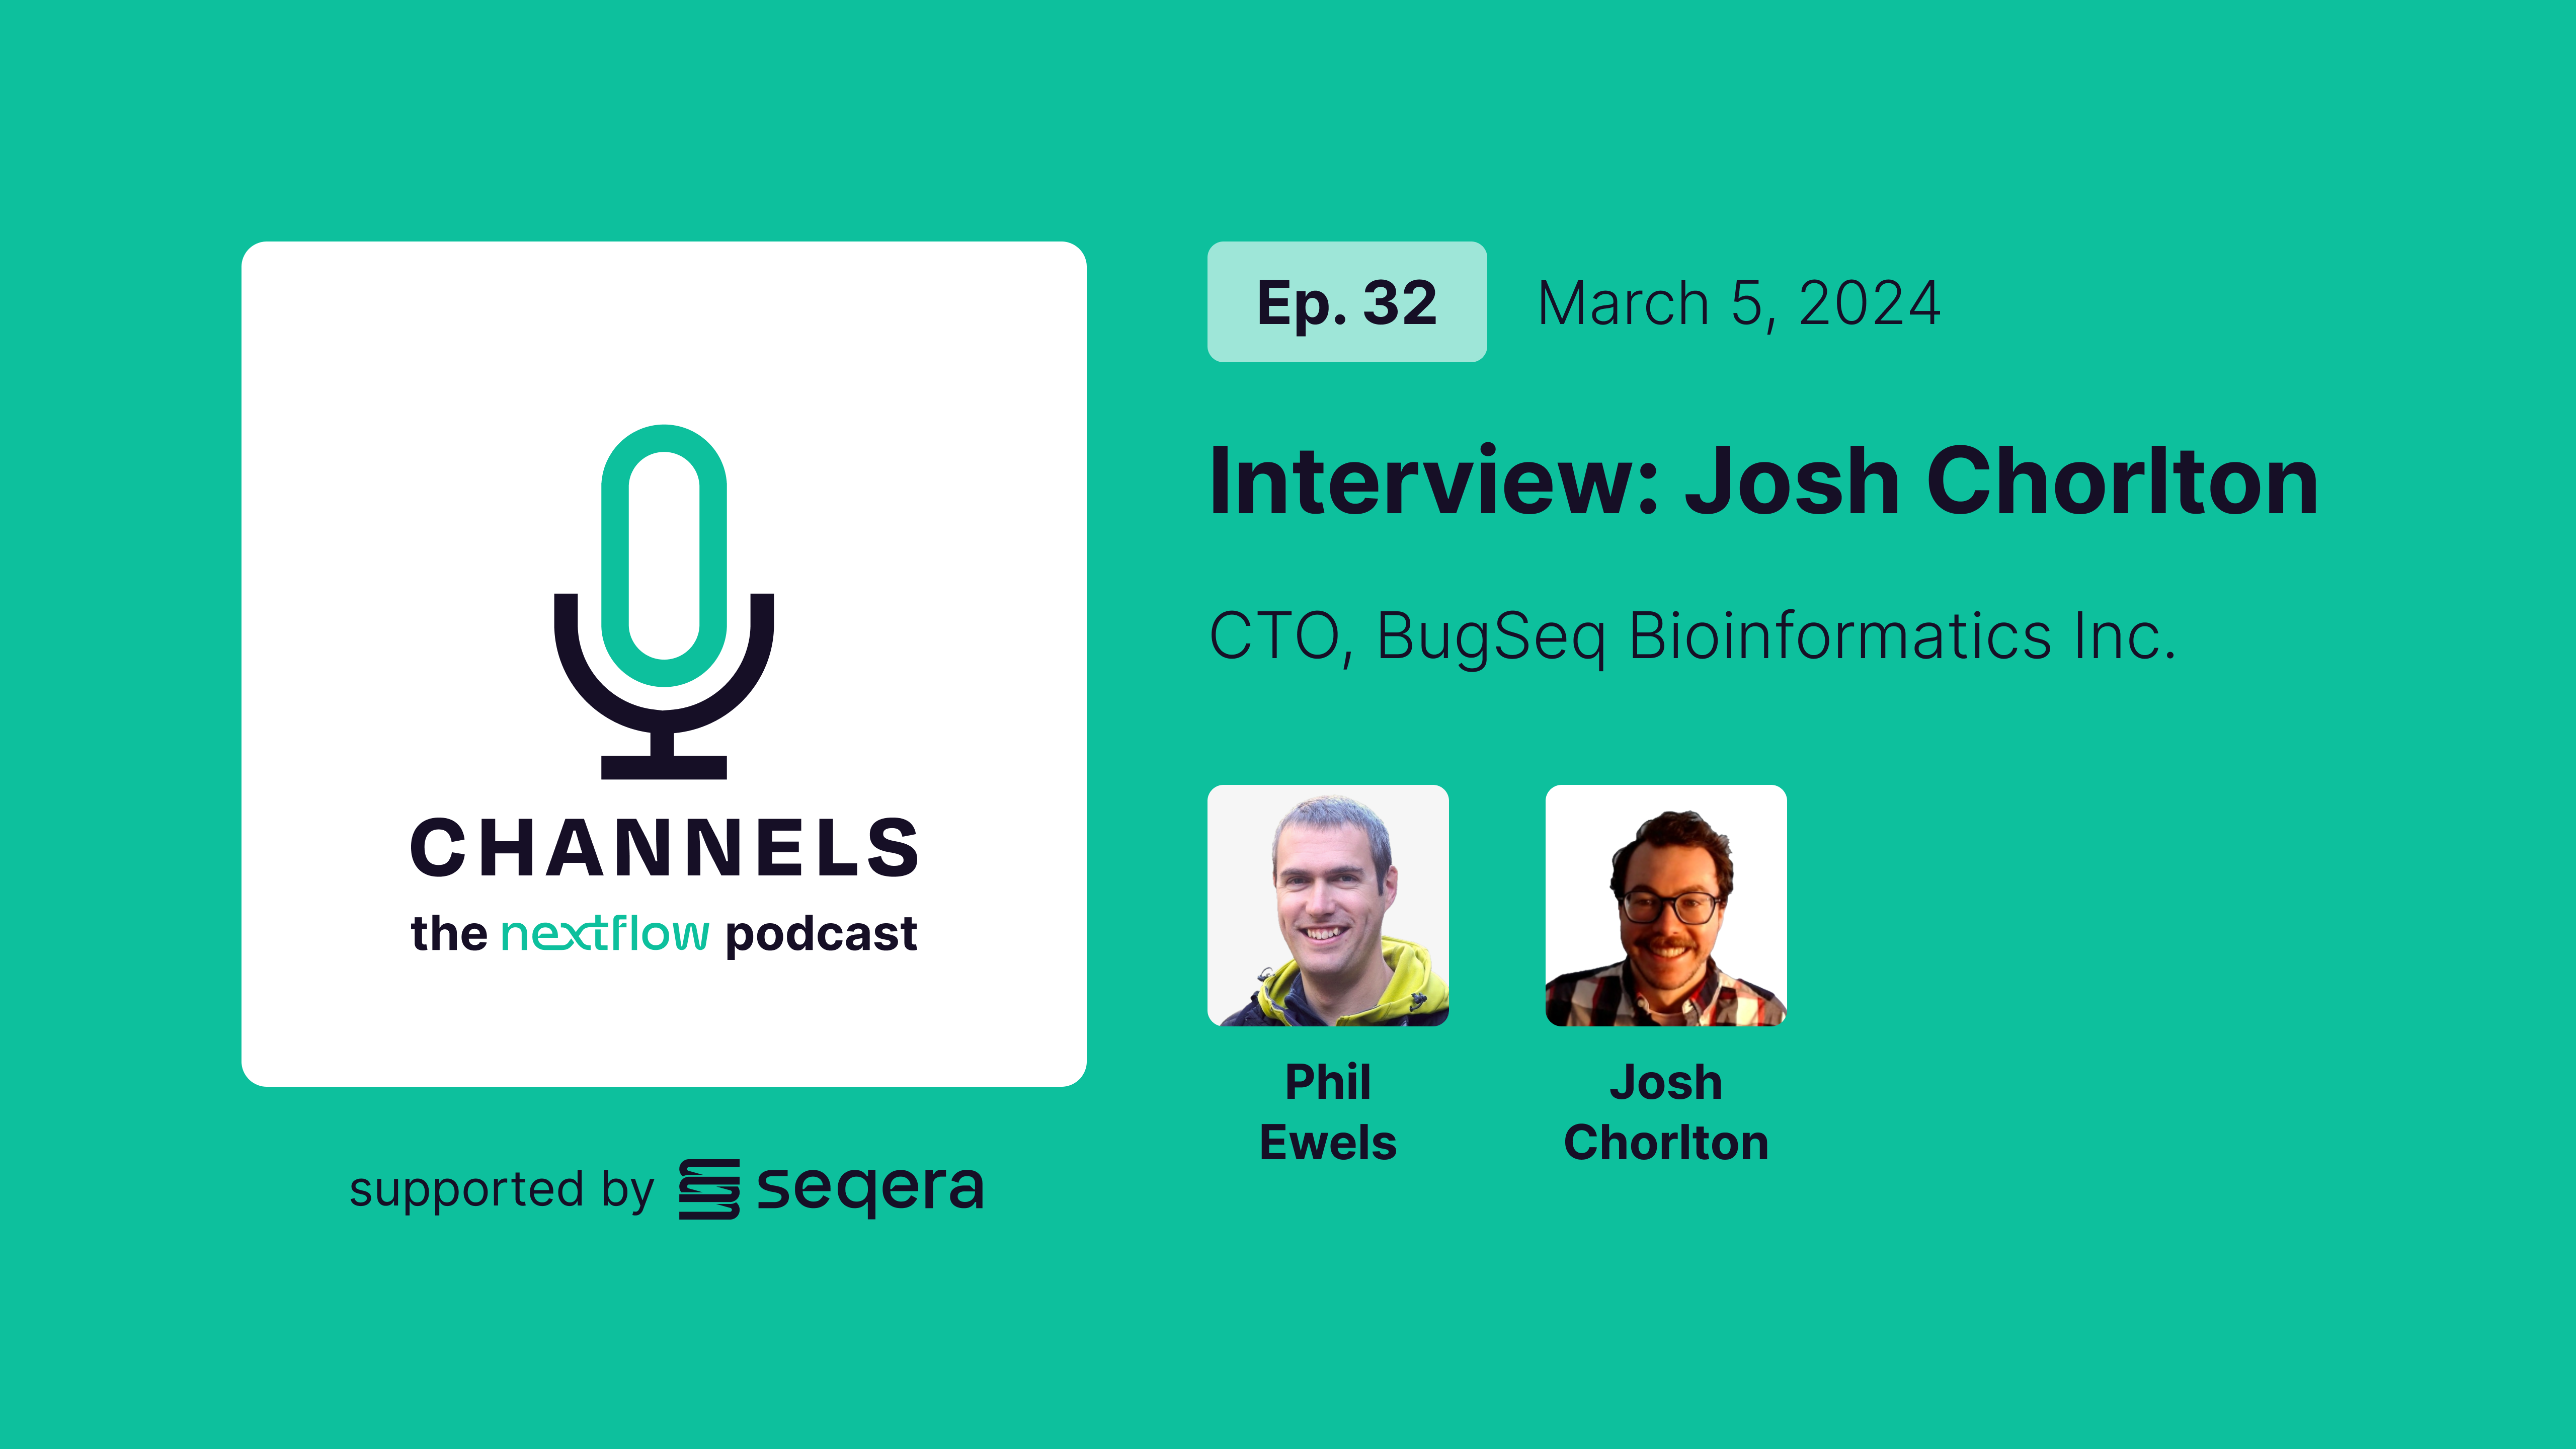 CHANNELS
the nextflow podcast
supported by seqera
Ep. 32
March 5, 2024
Interview: Josh Chorlton
CTO, BugSeq Bioinformatics Inc.
Phil
Ewels
Josh
Chorlton